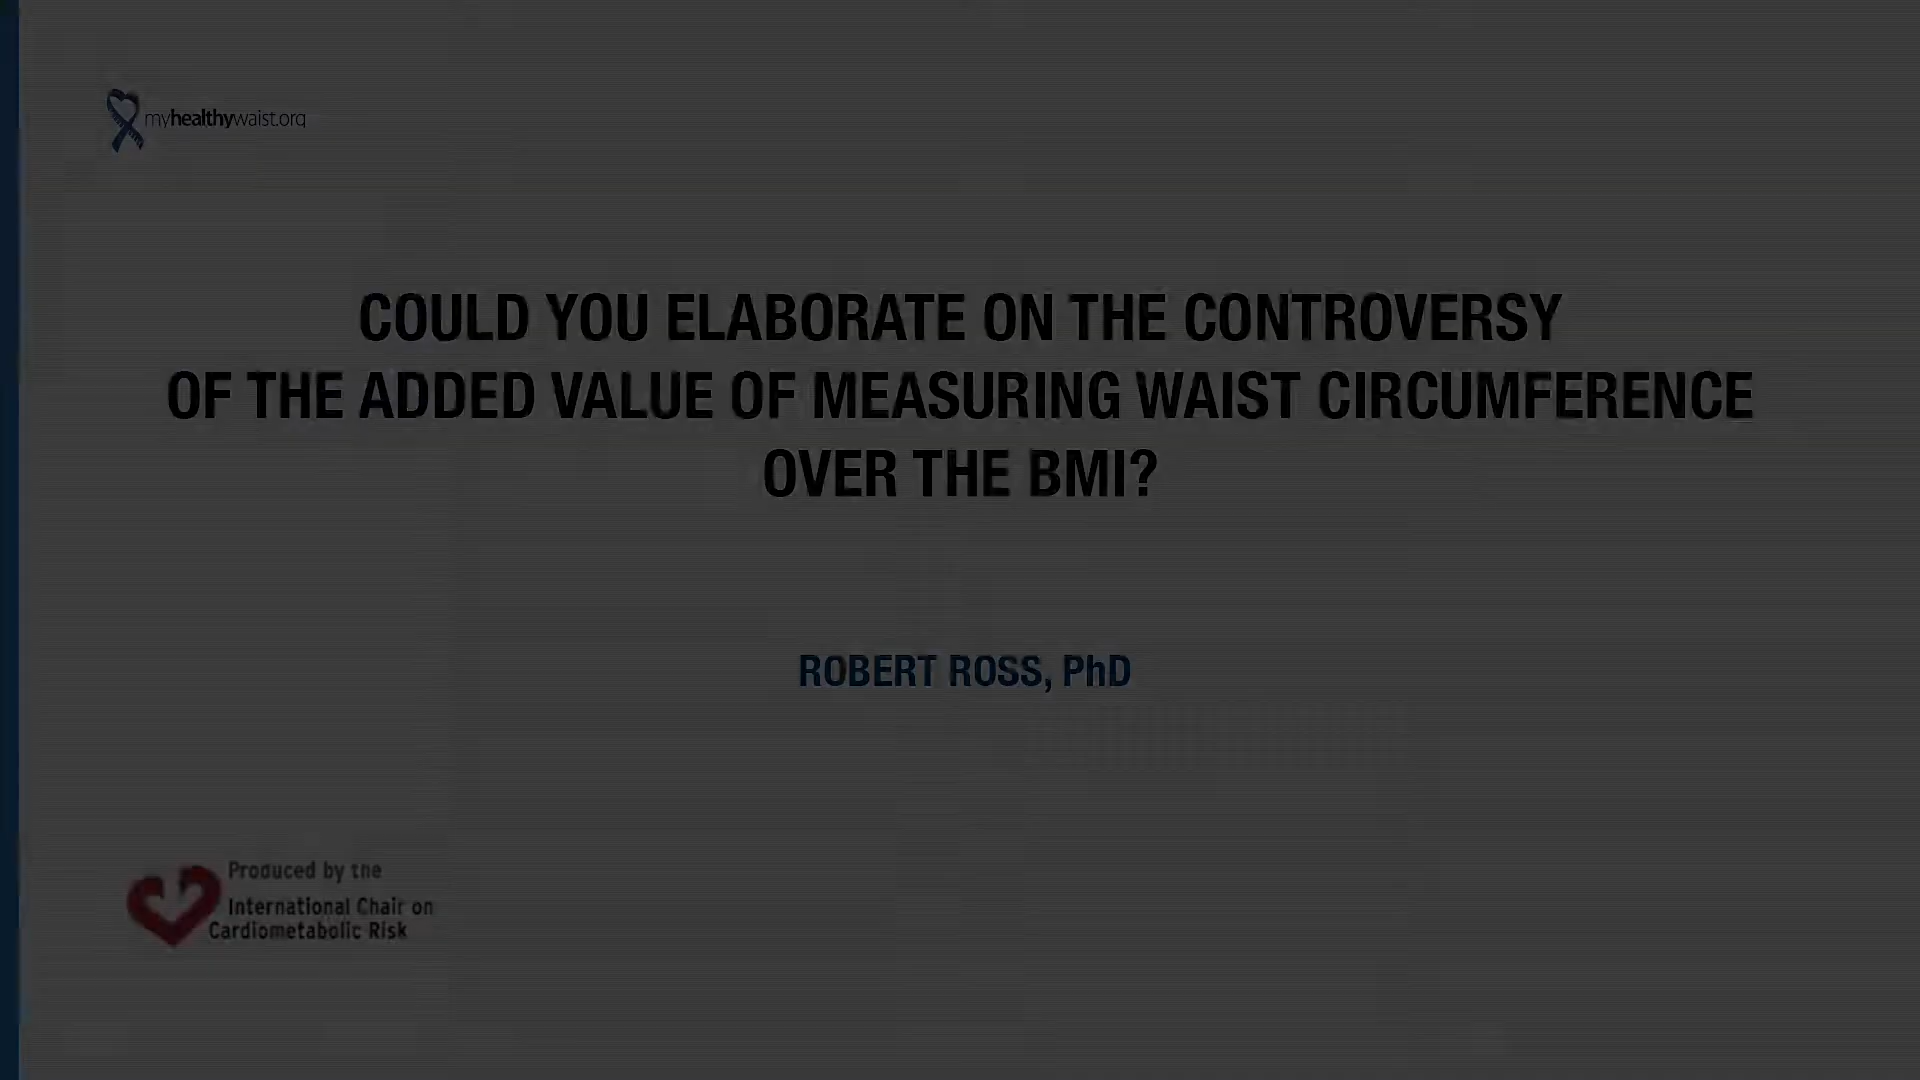 myhealthywaist.org
COULD YOU ELABORATE ON THE CONTROVERSY
OF THE ADDED VALUE OF MEASURING WAIST CIRCUMFERENCE
OVER THE BMI?
ROBERT ROSS, PhD
Produced by the
International Chair on
Cardiometabolic Risk